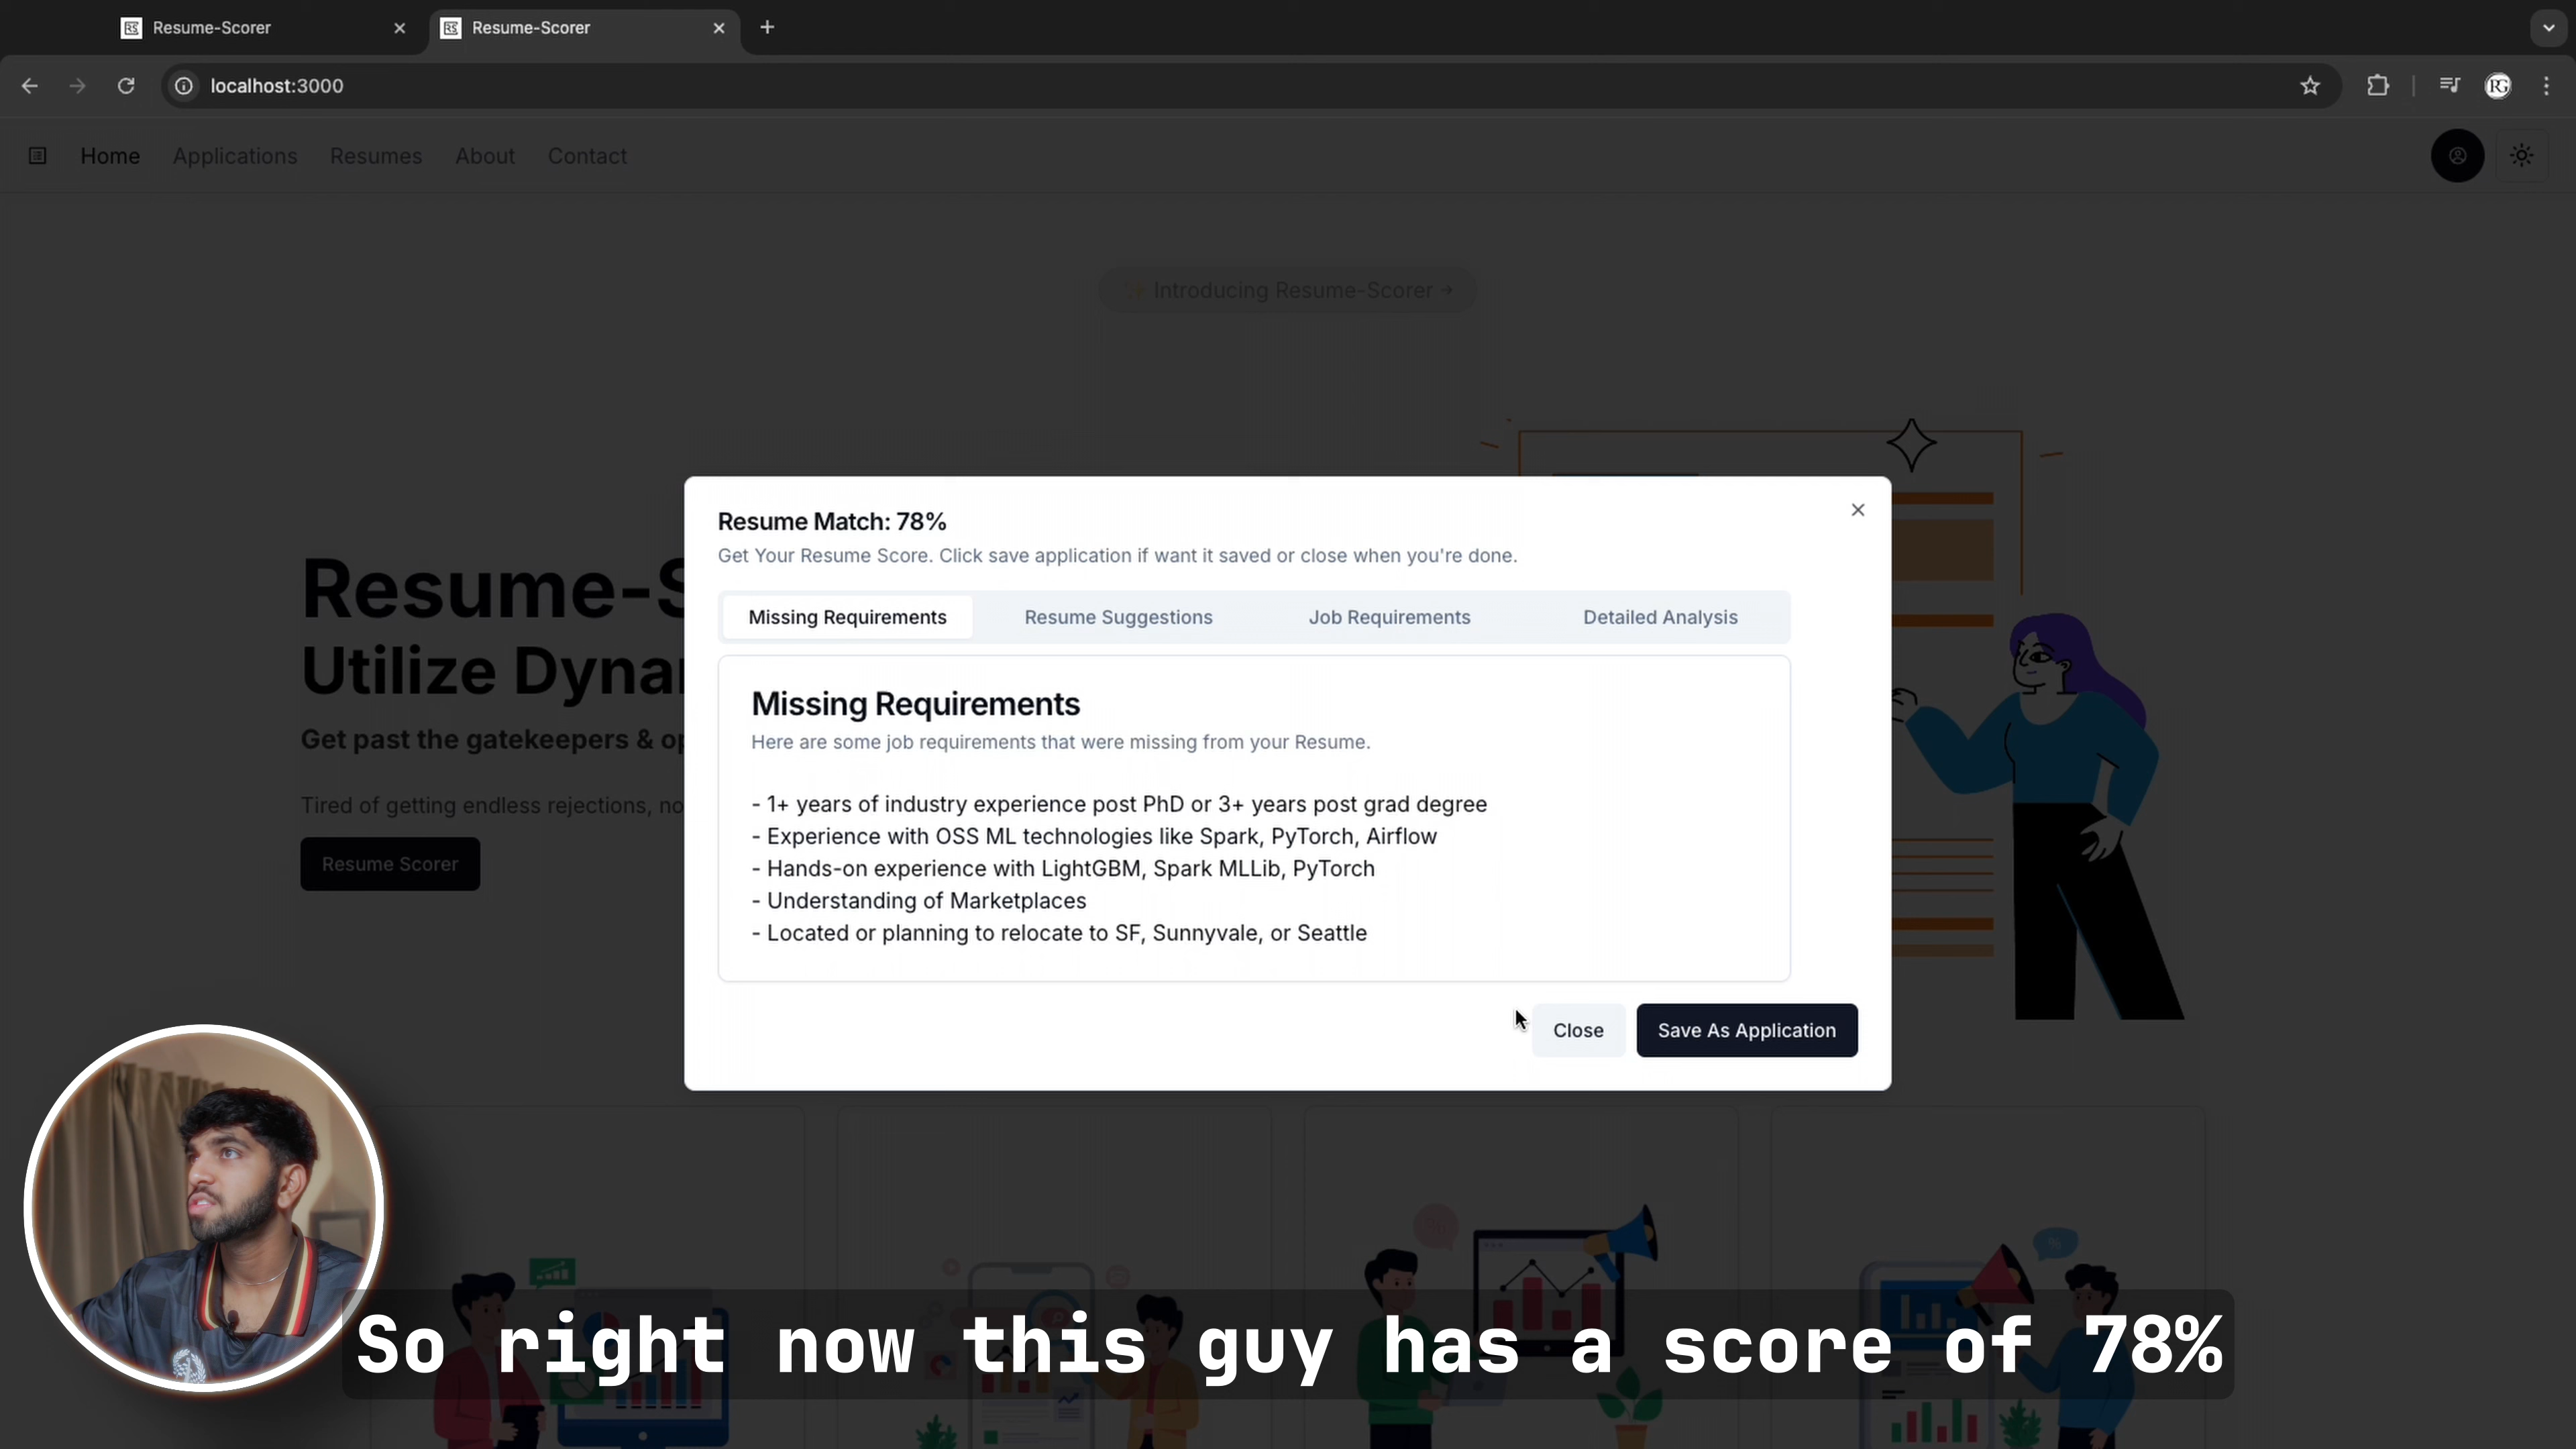 Resume-Scorer
Resume-Scorer
localhost:3000
Home Applications Resumes About Contact
Introducing Resume-Scorer →
Resume-S
Utilize Dyna
Get past the gatekeepers & op
Tired of getting endless rejections, no
Resume Scorer
Resume Match: 78%
Get Your Resume Score. Click save application if want it saved or close when you're done.
Missing Requirements Resume Suggestions Job Requirements Detailed Analysis
Missing Requirements
Here are some job requirements that were missing from your Resume.
- 1+ years of industry experience post PhD or 3+ years post grad degree
- Experience with OSS ML technologies like Spark, PyTorch, Airflow
- Hands-on experience with LightGBM, Spark MLLib, PyTorch
- Understanding of Marketplaces
- Located or planning to relocate to SF, Sunnyvale, or Seattle
Close Save As Application
So right now this guy has a score of 78%